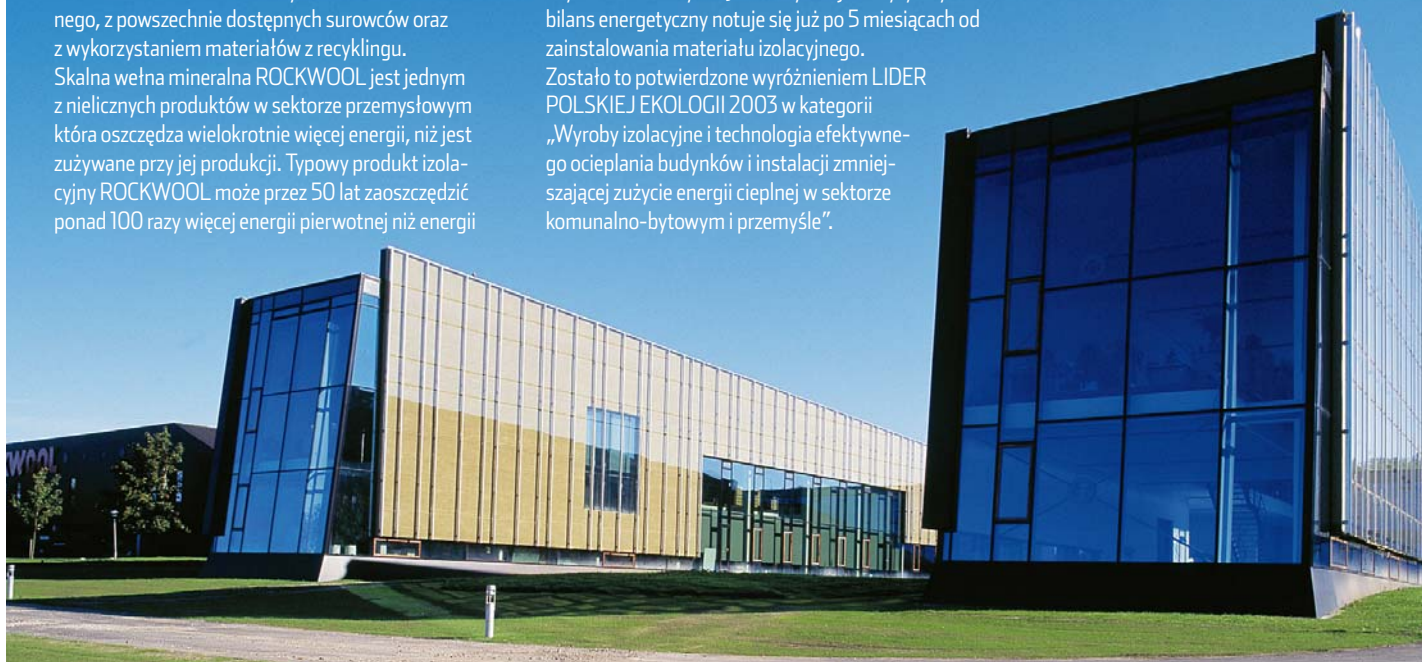 nego, z powszechnie dostępnych surowców oraz
z wykorzystaniem materiałów z recyklingu.
Skalna wełna mineralna ROCKWOOL jest jednym
z nielicznych produktów w sektorze przemysłowym
która oszczędza wielokrotnie więcej energii, niż jest
zużywane przy jej produkcji. Typowy produkt izola-
cyjny ROCKWOOL może przez 50 lat zaoszczędzić
ponad 100 razy więcej energii pierwotnej niż energii
bilans energetyczny notuje się już po 5 miesiącach od
zainstalowania materiału izolacyjnego.
Zostało to potwierdzone wyróżnieniem LIDER
POLSKIEJ EKOLOGII 2003 w kategorii
„Wyroby izolacyjne i technologia efektywne-
go ocieplania budynków i instalacji zmniej-
szającej zużycie energii cieplnej w sektorze
komunalno-bytowym i przemyśle”.
KWOOL